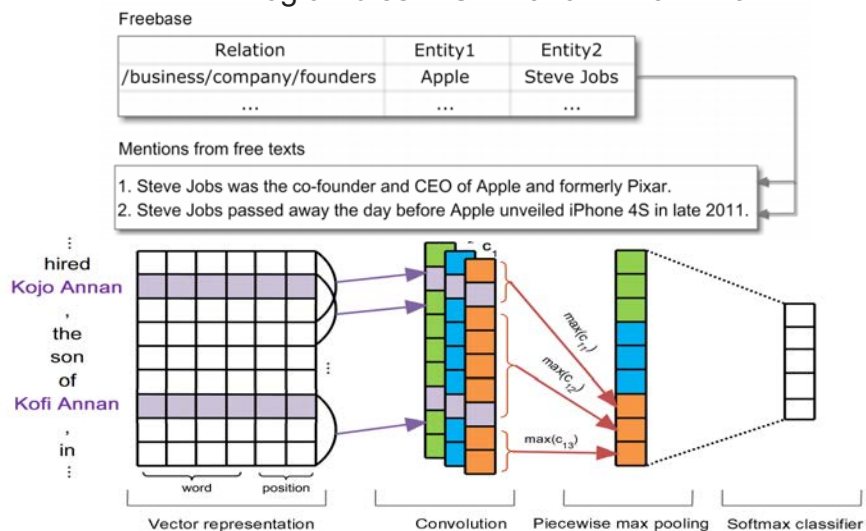 Freebase
Relation Entity1 Entity2
/business/company/founders Apple Steve Jobs
... ... ...
Mentions from free texts
1. Steve Jobs was the co-founder and CEO of Apple and formerly Pixar.
2. Steve Jobs passed away the day before Apple unveiled iPhone 4S in late 2011.
...
hired
Kojo Annan
,
the
son
of
Kofi Annan
,
in
...
word position
...
c1
max(c11)
max(c12)
max(c13)
Vector representation Convolution Piecewise max pooling Softmax classifier